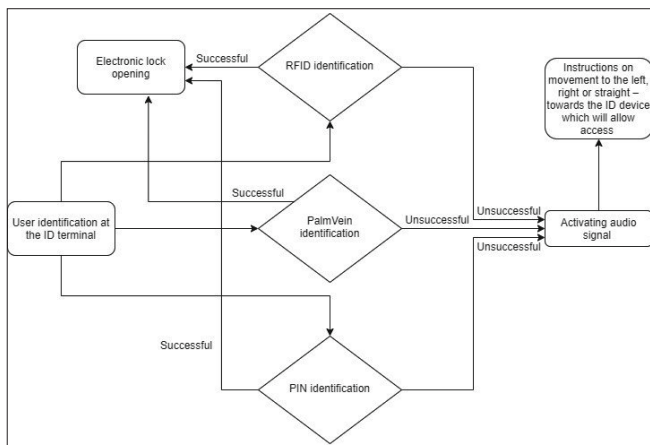 Electronic lock
opening
Successful
RFID identification
Instructions on
movement to the left,
right or straight –
towards the ID device
which will allow
access
User identification at
the ID terminal
Successful
PalmVein
identification
Unsuccessful
Unsuccessful
Unsuccessful
Activating audio
signal
Successful
PIN identification